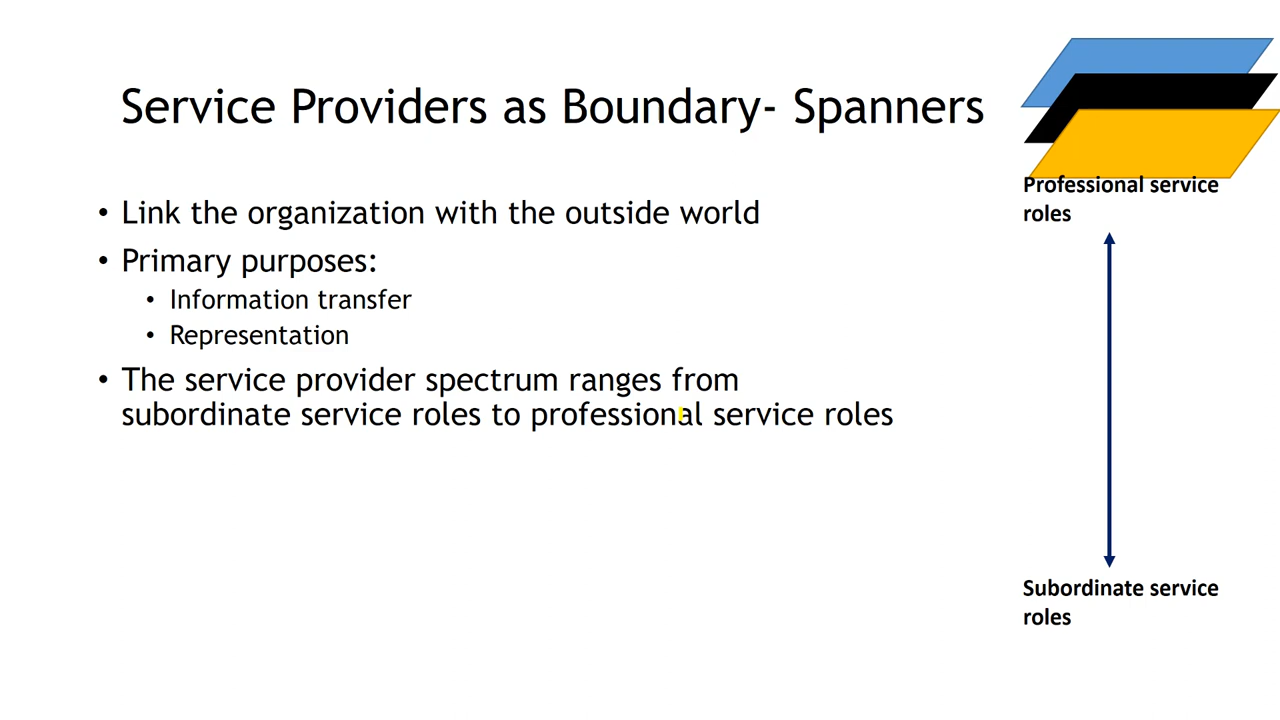 Service Providers as Boundary- Spanners
• Link the organization with the outside world
• Primary purposes:
• Information transfer
• Representation
• The service provider spectrum ranges from
subordinate service roles to professional service roles
Professional service
roles
Subordinate service
roles